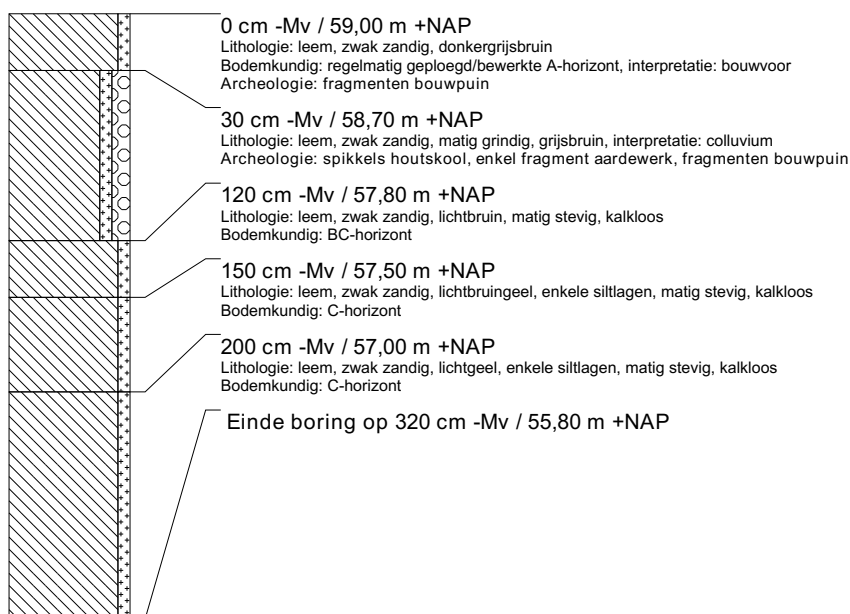 0 cm -Mv / 59,00 m +NAP
Lithologie: leem, zwak zandig, donkergrijsbruin
Bodemkundig: regelmatig geploegd/bewerkte A-horizont, interpretatie: bouwvoor
Archeologie: fragmenten bouwpuin
30 cm -Mv / 58,70 m +NAP
Lithologie: leem, zwak zandig, matig grindig, grijsbruin, interpretatie: colluvium
Archeologie: spikkels houtskool, enkel fragment aardewerk, fragmenten bouwpuin
120 cm -Mv / 57,80 m +NAP
Lithologie: leem, zwak zandig, lichtbruin, matig stevig, kalkloos
Bodemkundig: BC-horizont
150 cm -Mv / 57,50 m +NAP
Lithologie: leem, zwak zandig, lichtbruingeel, enkele siltlagen, matig stevig, kalkloos
Bodemkundig: C-horizont
200 cm -Mv / 57,00 m +NAP
Lithologie: leem, zwak zandig, lichtgeel, enkele siltlagen, matig stevig, kalkloos
Bodemkundig: C-horizont
Einde boring op 320 cm -Mv / 55,80 m +NAP